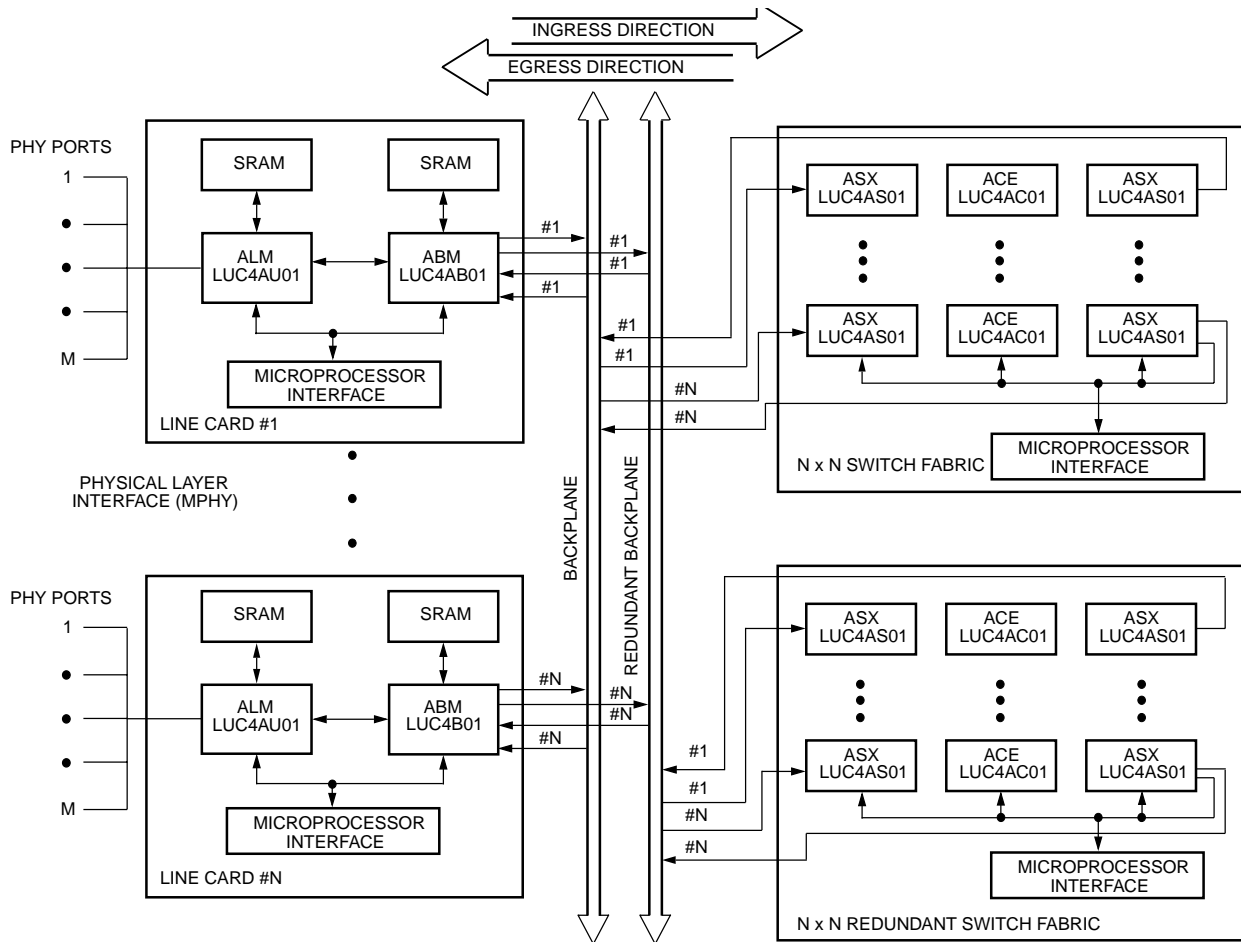 INGRESS DIRECTION
EGRESS DIRECTION
PHY PORTS
1
M
SRAM
SRAM
ALM
LUC4AU01
ABM
LUC4AB01
MICROPROCESSOR
INTERFACE
LINE CARD #1
#1
#1
#1
#1
PHYSICAL LAYER
INTERFACE (MPHY)
BACKPLANE
REDUNDANT BACKPLANE
ASX
LUC4AS01
ACE
LUC4AC01
ASX
LUC4AS01
ASX
LUC4AS01
ACE
LUC4AC01
ASX
LUC4AS01
#1
#1
#N
#N
MICROPROCESSOR
INTERFACE
N x N SWITCH FABRIC
PHY PORTS
1
M
SRAM
SRAM
ALM
LUC4AU01
ABM
LUC4B01
MICROPROCESSOR
INTERFACE
LINE CARD #N
#N
#N
#N
#N
ASX
LUC4AS01
ACE
LUC4AC01
ASX
LUC4AS01
ASX
LUC4AS01
ACE
LUC4AC01
ASX
LUC4AS01
#1
#1
#N
#N
MICROPROCESSOR
INTERFACE
N x N REDUNDANT SWITCH FABRIC